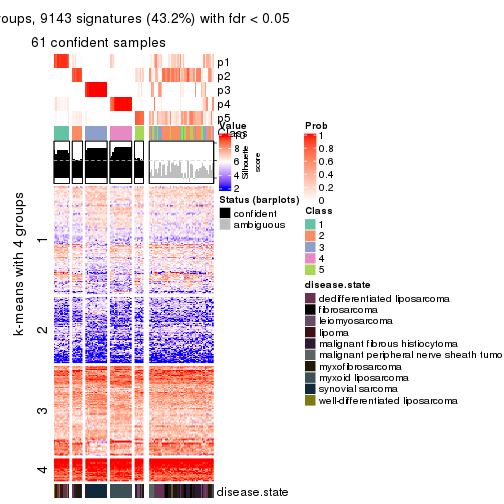 roups, 9143 signatures (43.2%) with fdr < 0.05
61 confident samples
p1
p2
p3
p4
p5
Class
Value
10
8
6
4
2
Silhouette
score
Status (barplots)
confident
ambiguous
Prob
1
0.8
0.6
0.4
0.2
0
Class
1
2
3
4
5
disease.state
dedifferentiated liposarcoma
fibrosarcoma
leiomyosarcoma
lipoma
malignant fibrous histiocytoma
malignant peripheral nerve sheath tumo
myxofibrosarcoma
myxoid liposarcoma
synovial sarcoma
well-differentiated liposarcoma
k-means with 4 groups
1
2
3
4
disease.state